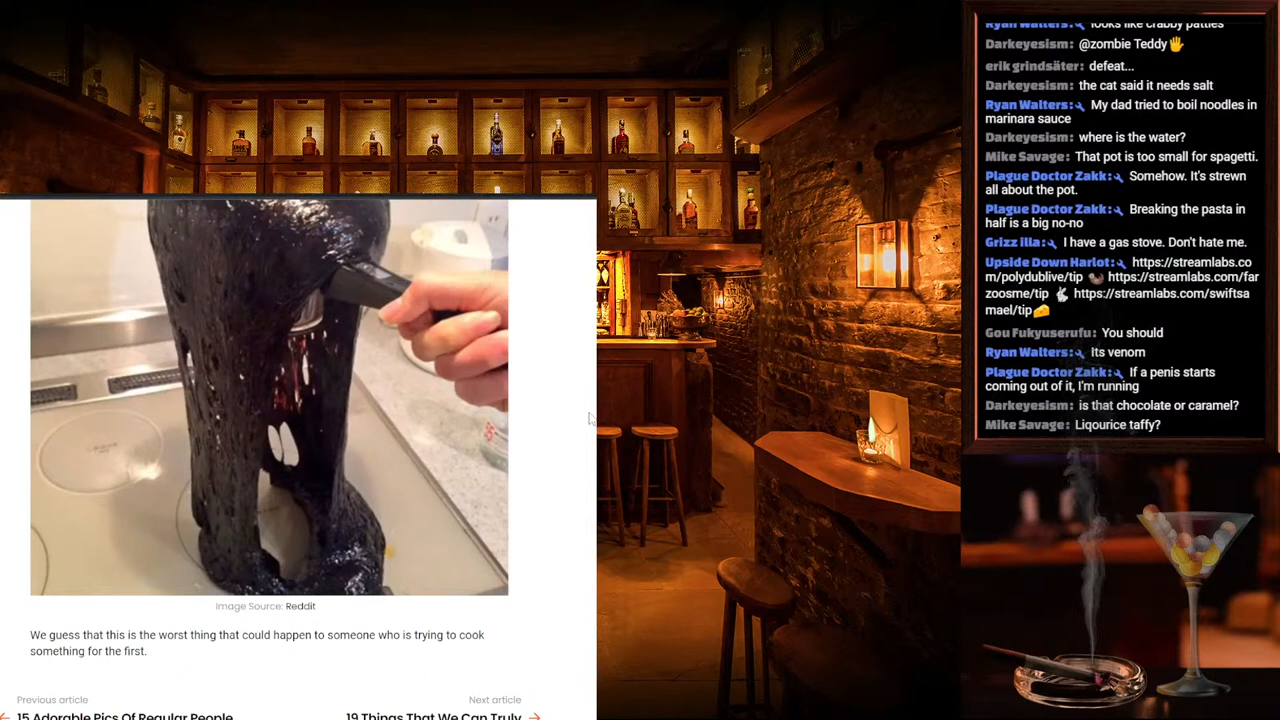 Ryan Walters: looks like crabby patties
Darkeyesism: @zombie Teddy🖐
erik grindsäter: defeat...
Darkeyesism: the cat said it needs salt
Ryan Walters: My dad tried to boil noodles in
marinara sauce
Darkeyesism: where is the water?
Mike Savage: That pot is too small for spagetti.
Plague Doctor Zakk: Somehow. It's strewn
all about the pot.
Plague Doctor Zakk: Breaking the pasta in
half is a big no-no
Grizz illa: I have a gas stove. Don't hate me.
Upside Down Harlot: https://streamlabs.co
m/polydublive/tip https://streamlabs.com/far
zoosme/tip 🐇 https://streamlabs.com/swiftsa
mael/tip🧀
Gou Fukyuserufu: You should
Ryan Walters: Its venom
Plague Doctor Zakk: If a penis starts
coming out of it, I'm running
Darkeyesism: is that chocolate or caramel?
Mike Savage: Liqourice taffy?
Image Source: Reddit
We guess that this is the worst thing that could happen to someone who is trying to cook
something for the first.
Previous article
Next article
15 Adorable Pics Of Regular People
19 Things That We Can Truly